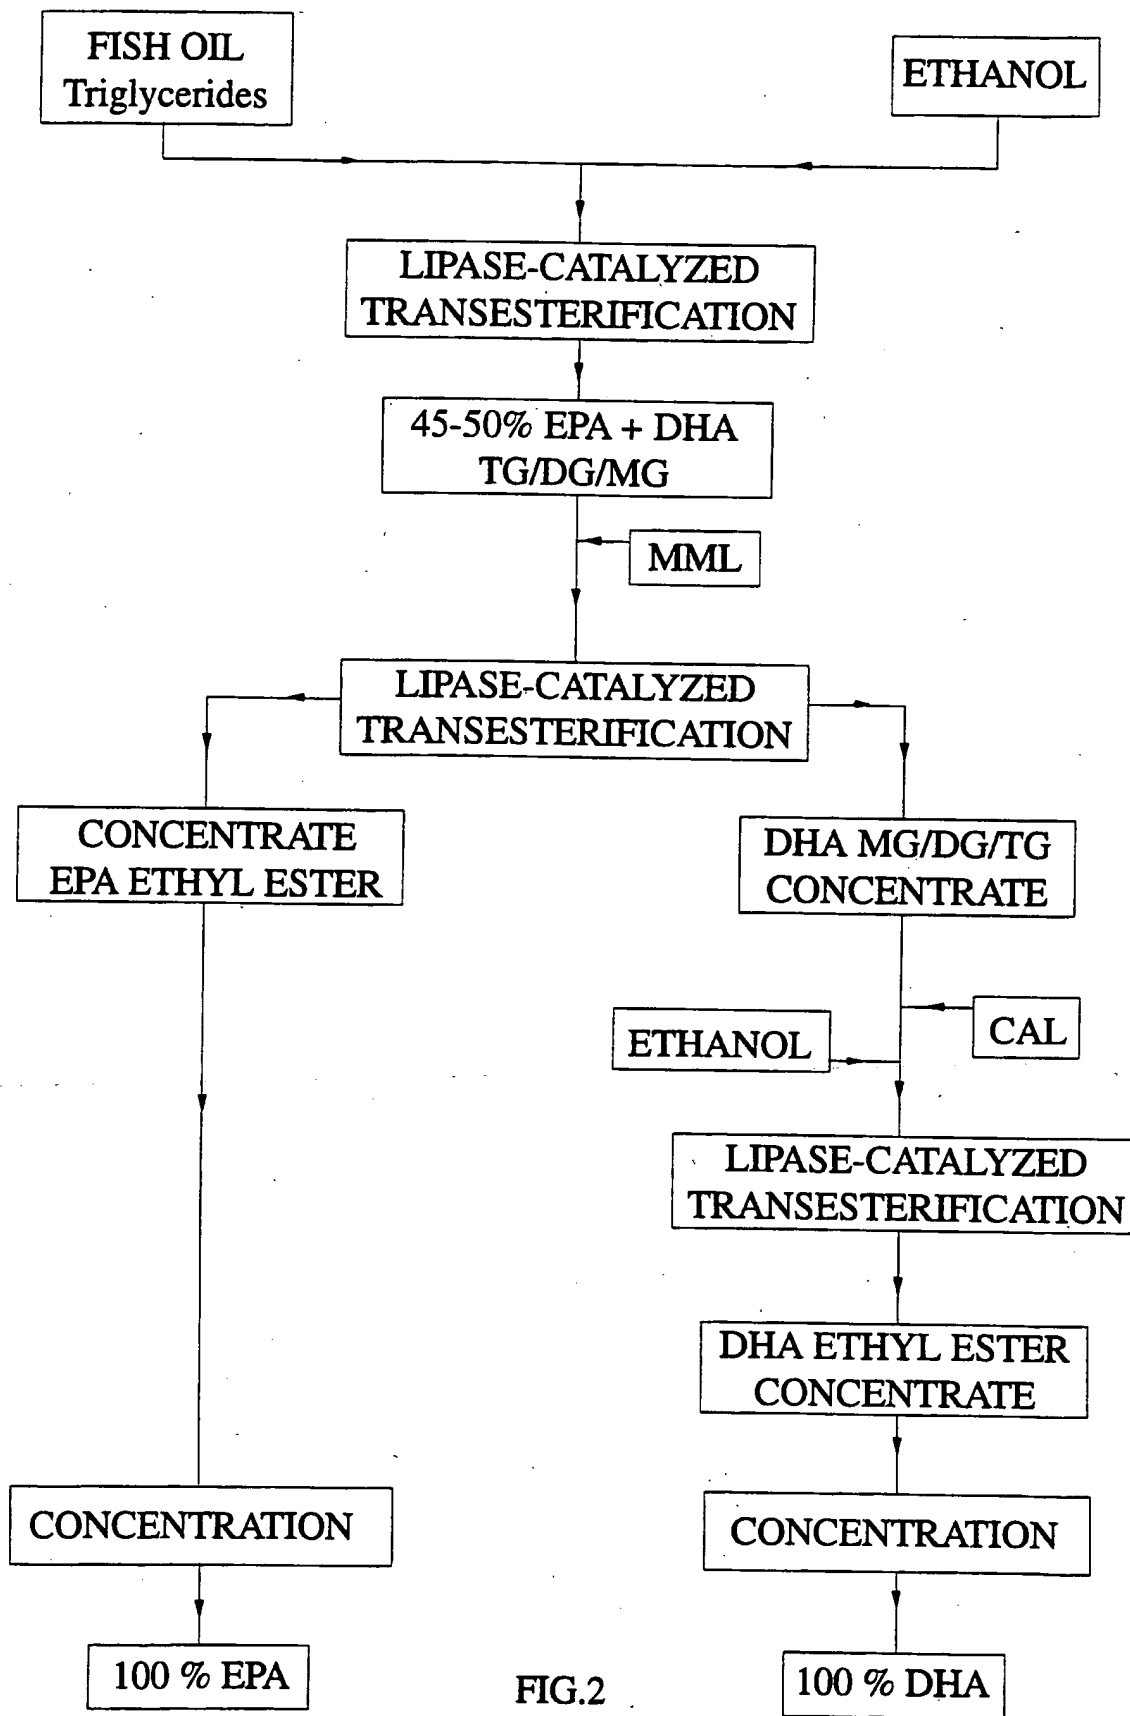 FISH OIL
Triglycerides
ETHANOL
LIPASE-CATALYZED
TRANSESTERIFICATION
45-50% EPA + DHA
TG/DG/MG
MML
LIPASE-CATALYZED
TRANSESTERIFICATION
CONCENTRATE
EPA ETHYL ESTER
DHA MG/DG/TG
CONCENTRATE
CAL
ETHANOL
LIPASE-CATALYZED
TRANSESTERIFICATION
DHA ETHYL ESTER
CONCENTRATE
CONCENTRATION
CONCENTRATION
100 % EPA
100 % DHA
FIG.2